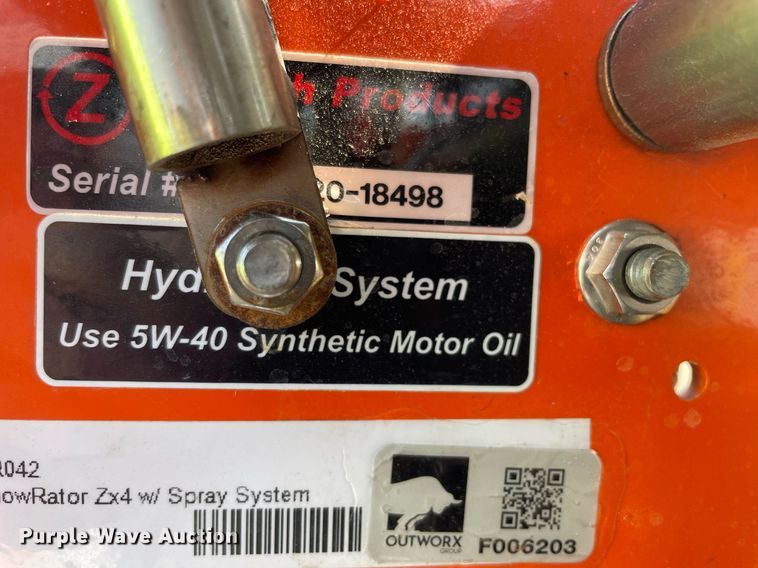 Z h Products
Serial # 20-18498
Hyd System
Use 5W-40 Synthetic Motor Oil
R042
nowRator Zx4 w/ Spray System
OUTWORX
GROUP
F006203
Purple Wave Auction